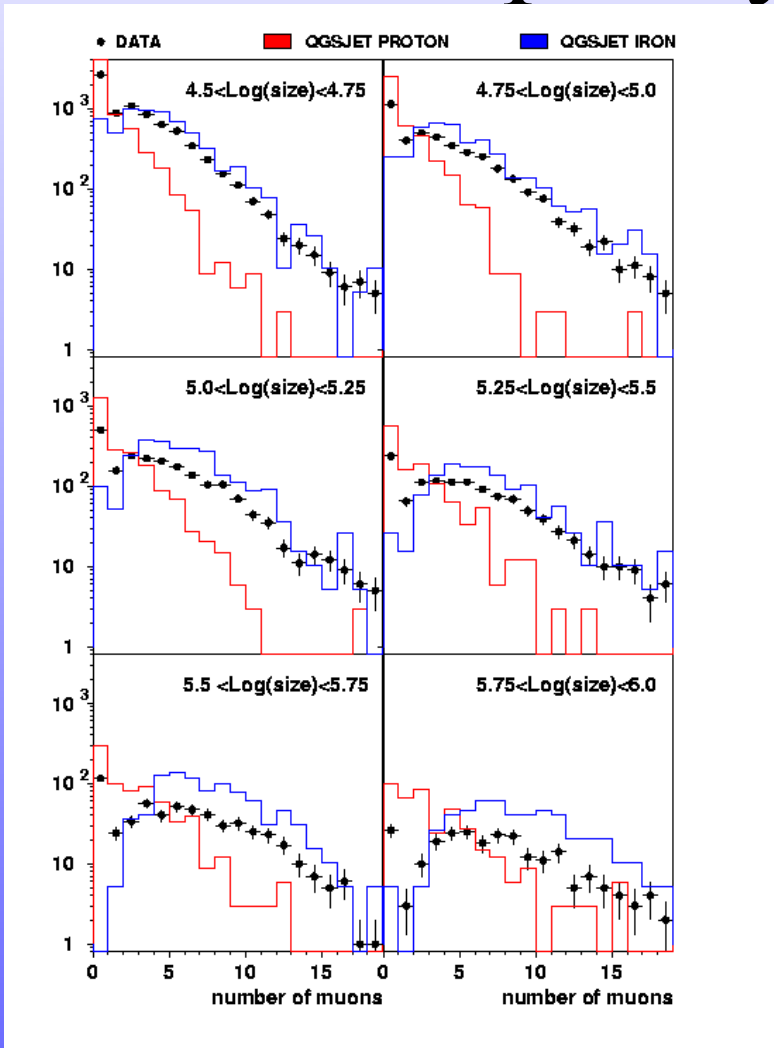 DATA QGSJET PROTON QGSJET IRON
4.5<Log(size)<4.75 4.75<Log(size)<5.0
10 3
10 2
10
1
5.0<Log(size)<5.25 5.25<Log(size)<5.5
10 3
10 2
10
1
5.5 <Log(size)<5.75 5.75<Log(size)<6.0
10 3
10 2
10
1
0 5 10 15 0 5 10 15
number of muons number of muons